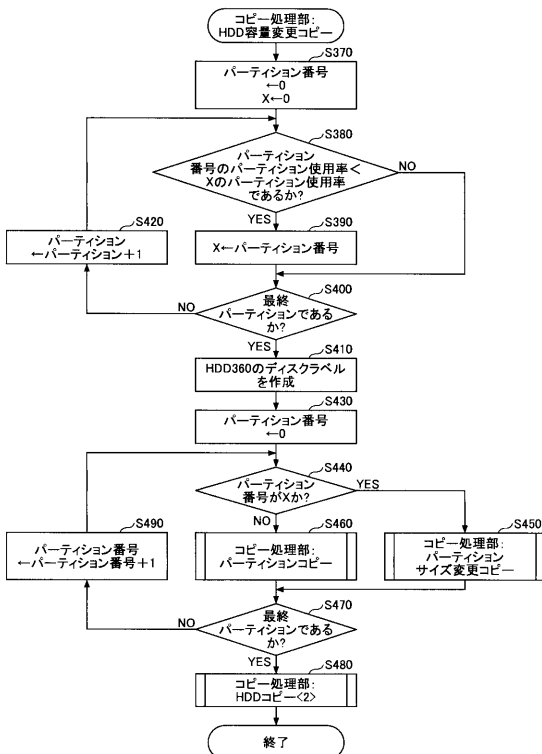 コピー処理部:
HDD容量変更コピー
S370
パーティション番号
←0
X←0
S380
パーティション
番号のパーティション使用率<
Xのパーティション使用率
であるか?
NO
YES
S420
パーティション
←パーティション+1
S390
X←パーティション番号
S400
最終
パーティションである
か?
NO
YES
S410
HDD360のディスクラベル
を作成
S430
パーティション番号
←0
S440
パーティション
番号がXか?
YES
NO
S490
パーティション番号
←パーティション番号+1
S460
コピー処理部:
パーティションコピー
S450
コピー処理部:
パーティション
サイズ変更コピー
S470
最終
パーティションである
か?
NO
YES
S480
コピー処理部:
HDDコピー<2>
終了